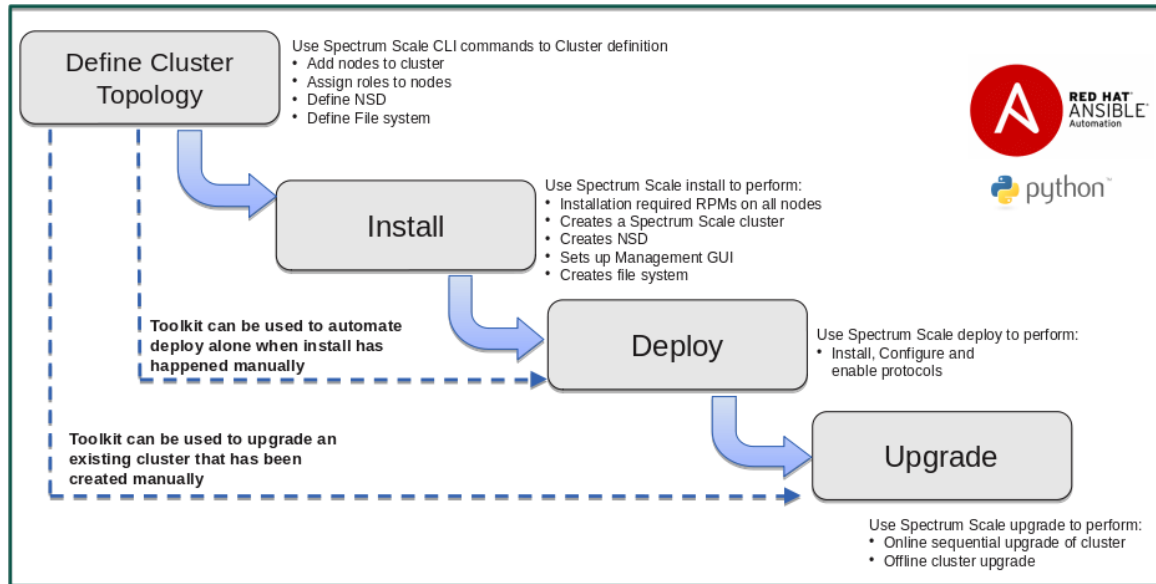 Define Cluster
Topology
Use Spectrum Scale CLI commands to Cluster definition
• Add nodes to cluster
• Assign roles to nodes
• Define NSD
• Define File system
RED HAT®
ANSIBLE®
Automation
python™
Install
Use Spectrum Scale install to perform:
• Installation required RPMs on all nodes
• Creates a Spectrum Scale cluster
• Creates NSD
• Sets up Management GUI
• Creates file system
Toolkit can be used to automate
deploy alone when install has
happened manually
Deploy
Use Spectrum Scale deploy to perform:
• Install, Configure and
enable protocols
Toolkit can be used to upgrade an
existing cluster that has been
created manually
Upgrade
Use Spectrum Scale upgrade to perform:
• Online sequential upgrade of cluster
• Offline cluster upgrade